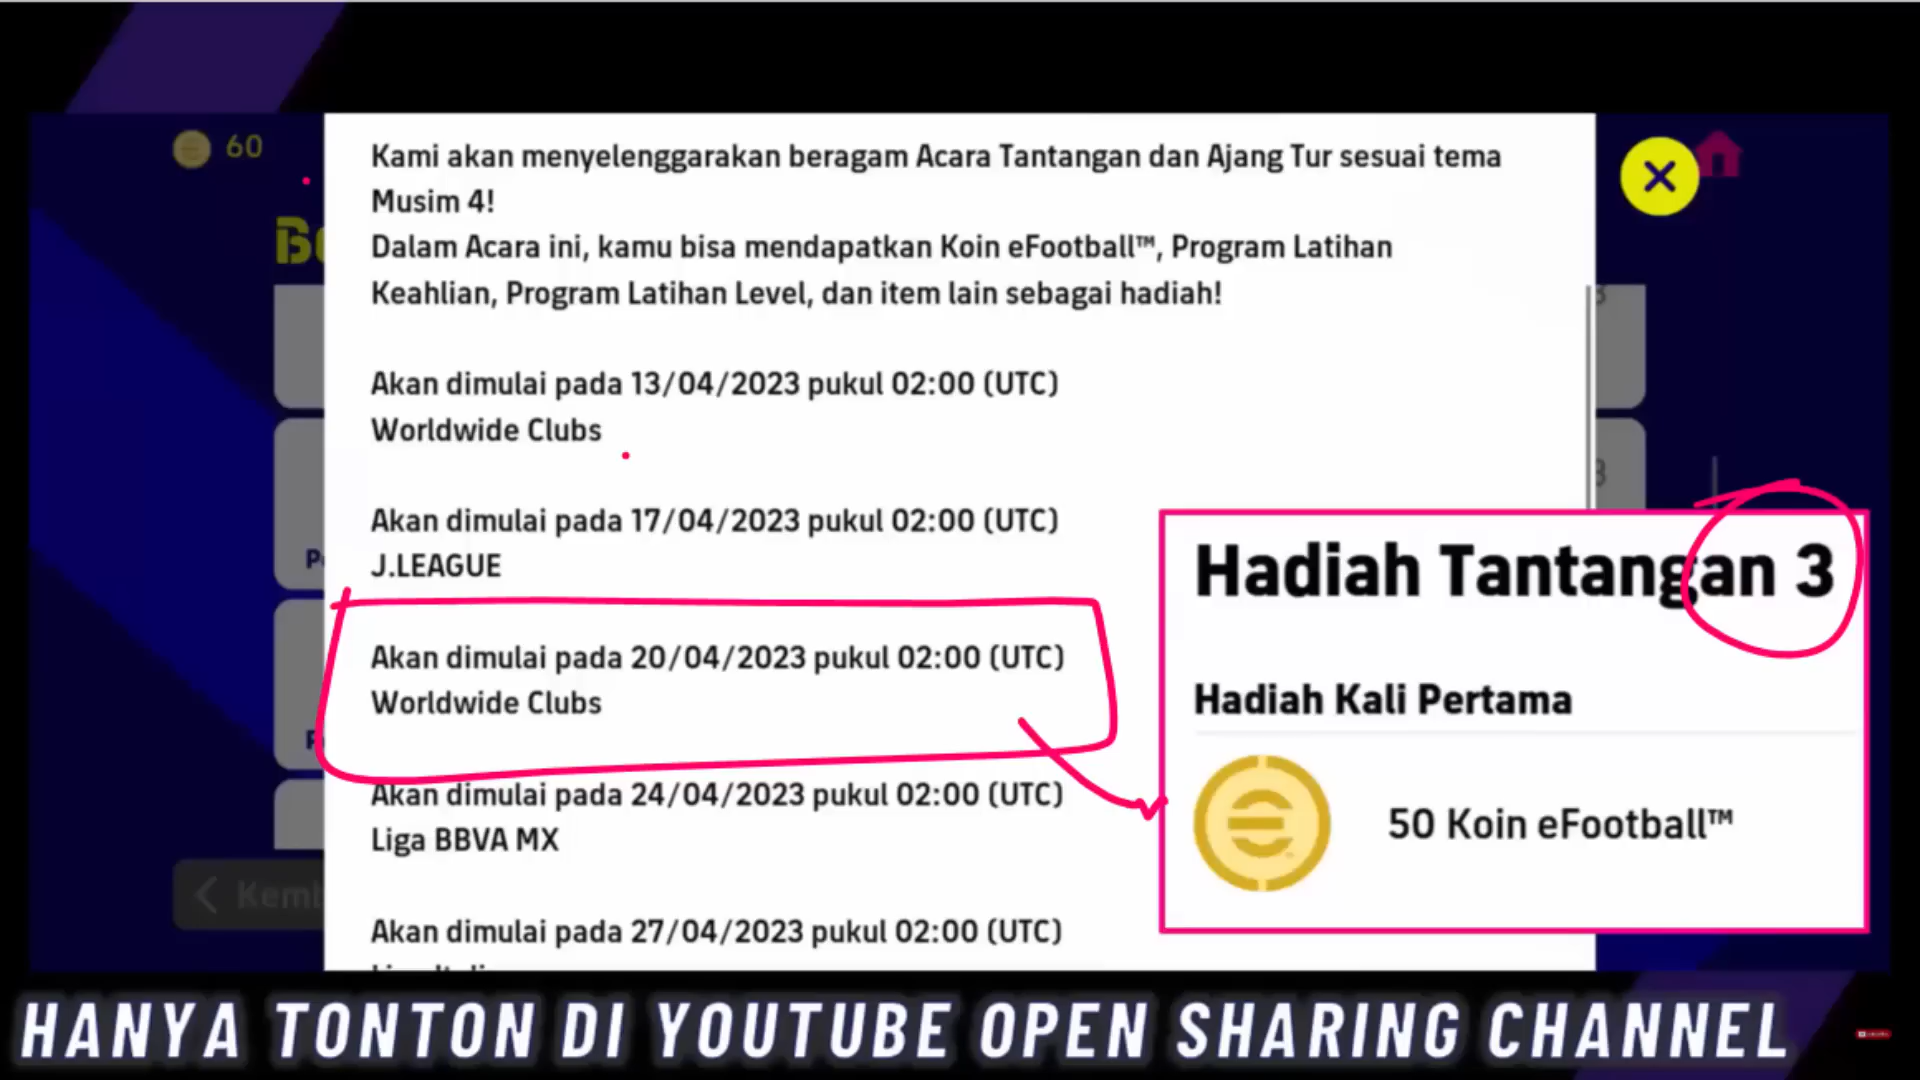 60
Kami akan menyelenggarakan beragam Acara Tantangan dan Ajang Tur sesuai tema
Musim 4!
Dalam Acara ini, kamu bisa mendapatkan Koin eFootball™, Program Latihan
Keahlian, Program Latihan Level, dan item lain sebagai hadiah!
Akan dimulai pada 13/04/2023 pukul 02:00 (UTC)
Worldwide Clubs
Akan dimulai pada 17/04/2023 pukul 02:00 (UTC)
J.LEAGUE
Akan dimulai pada 20/04/2023 pukul 02:00 (UTC)
Worldwide Clubs
Akan dimulai pada 24/04/2023 pukul 02:00 (UTC)
Liga BBVA MX
Akan dimulai pada 27/04/2023 pukul 02:00 (UTC)
Hadiah Tantangan 3
Hadiah Kali Pertama
50 Koin eFootball™
HANYA TONTON DI YOUTUBE OPEN SHARING CHANNEL